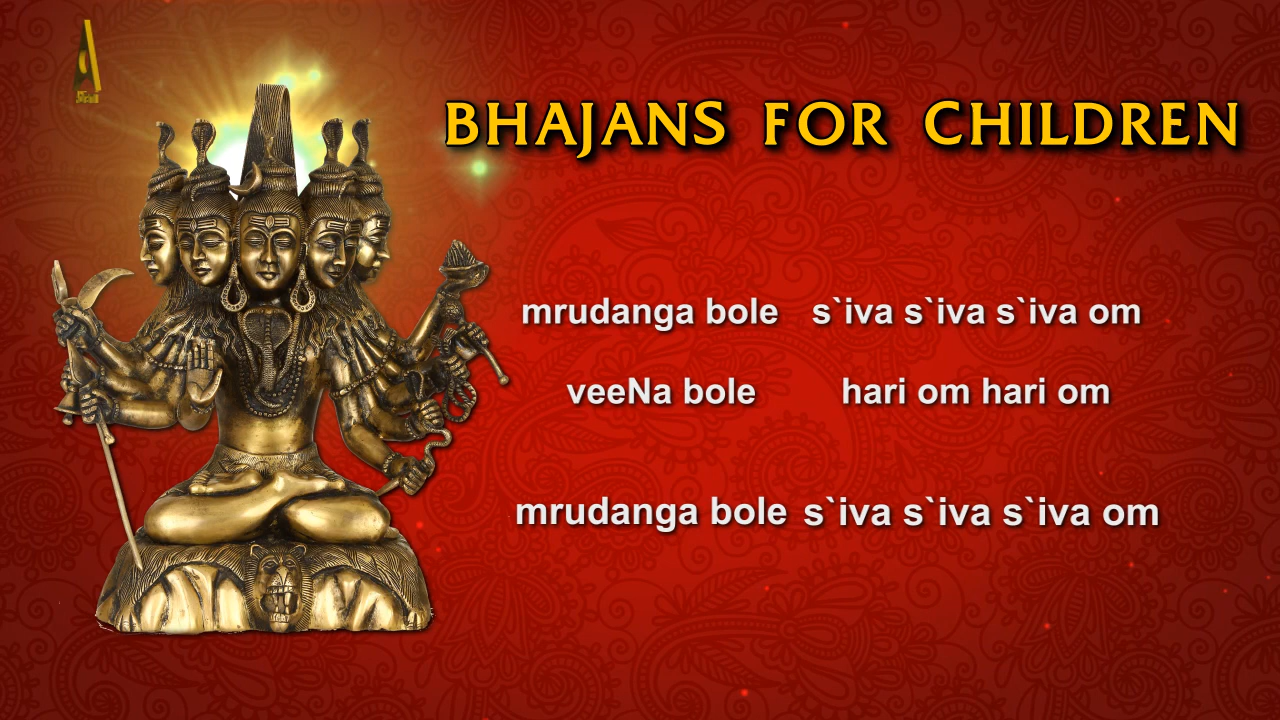 BHAJANS FOR CHILDREN
mrudanga bole s`iva s`iva s`iva om
veeNa bole hari om hari om
mrudanga bole s`iva s`iva s`iva om